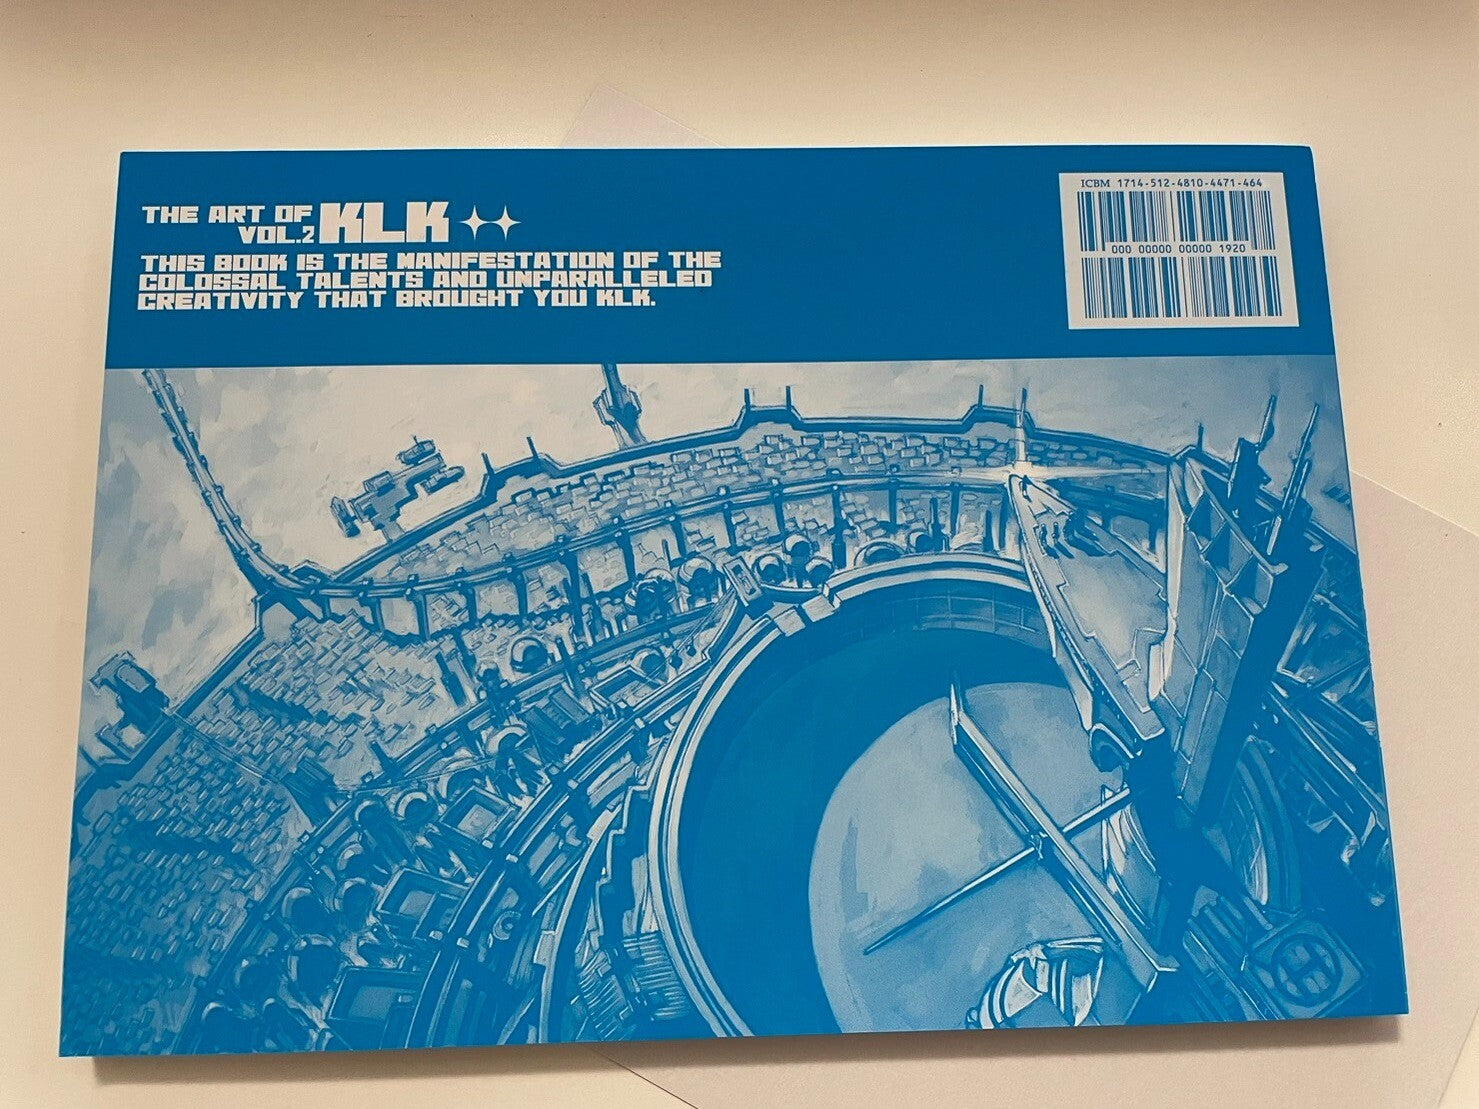 THE ART OF KLK
VOL.2
THIS BOOK IS THE MANIFESTATION OF THE
COLOSSAL TALENTS AND UNPARALLELED
CREATIVITY THAT BROUGHT YOU KLK.
ICBM 1714-512-4810-4471-464
000 00000 00000 1920